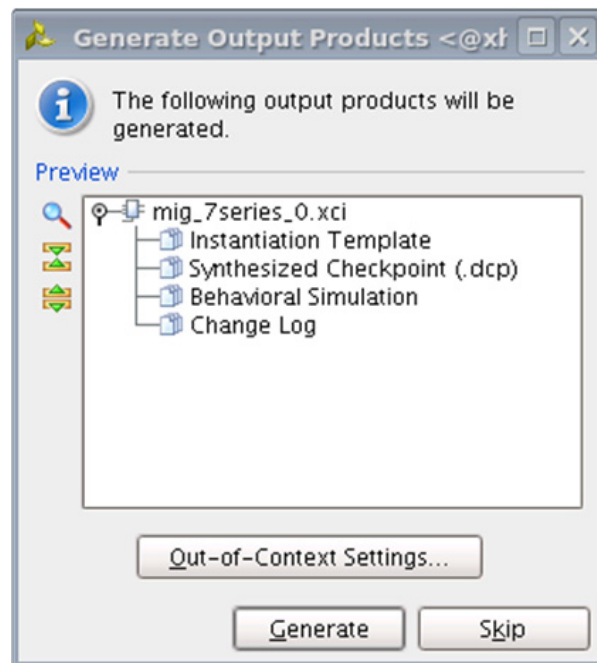 Generate Output Products <@xh
The following output products will be
generated.
Preview
mig_7series_0.xci
Instantiation Template
Synthesized Checkpoint (.dcp)
Behavioral Simulation
Change Log
Out-of-Context Settings...
Generate
Skip